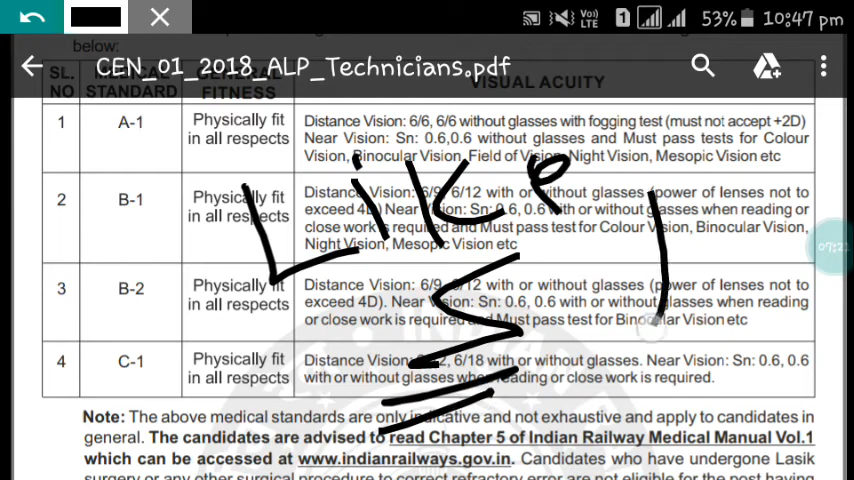 53% 10:47 pm
below:
CEN_01_2018_ALP_Technicians.pdf
SL. NO MEDICAL STANDARD GENERAL FITNESS VISUAL ACUITY
1 A-1 Physically fit in all respects
Distance Vision: 6/6, 6/6 without glasses with fogging test (must not accept +2D)
Near Vision: Sn: 0.6,0.6 without glasses and Must pass tests for Colour
Vision, Binocular Vision, Field of Vision, Night Vision, Mesopic Vision etc
2 B-1 Physically fit in all respects
Distance Vision: 6/9, 6/12 with or without glasses (power of lenses not to
exceed 4D) Near Vision: Sn: 0.6, 0.6 with or without glasses when reading or
close work is required and Must pass test for Colour Vision, Binocular Vision,
Night Vision, Mesopic Vision etc
3 B-2 Physically fit in all respects
Distance Vision: 6/9, 6/12 with or without glasses (power of lenses not to
exceed 4D). Near Vision: Sn: 0.6, 0.6 with or without glasses when reading
or close work is required and Must pass test for Binocular Vision etc
4 C-1 Physically fit in all respects
Distance Vision: 6/12, 6/18 with or without glasses. Near Vision: Sn: 0.6, 0.6
with or without glasses when reading or close work is required.
Like
07:21
Note: The above medical standards are only indicative and not exhaustive and apply to candidates in
general. The candidates are advised to read Chapter 5 of Indian Railway Medical Manual Vol.1
which can be accessed at www.indianrailways.gov.in. Candidates who have undergone Lasik
surgery or any other surgical procedure to correct refractory error are not eligible for the post having